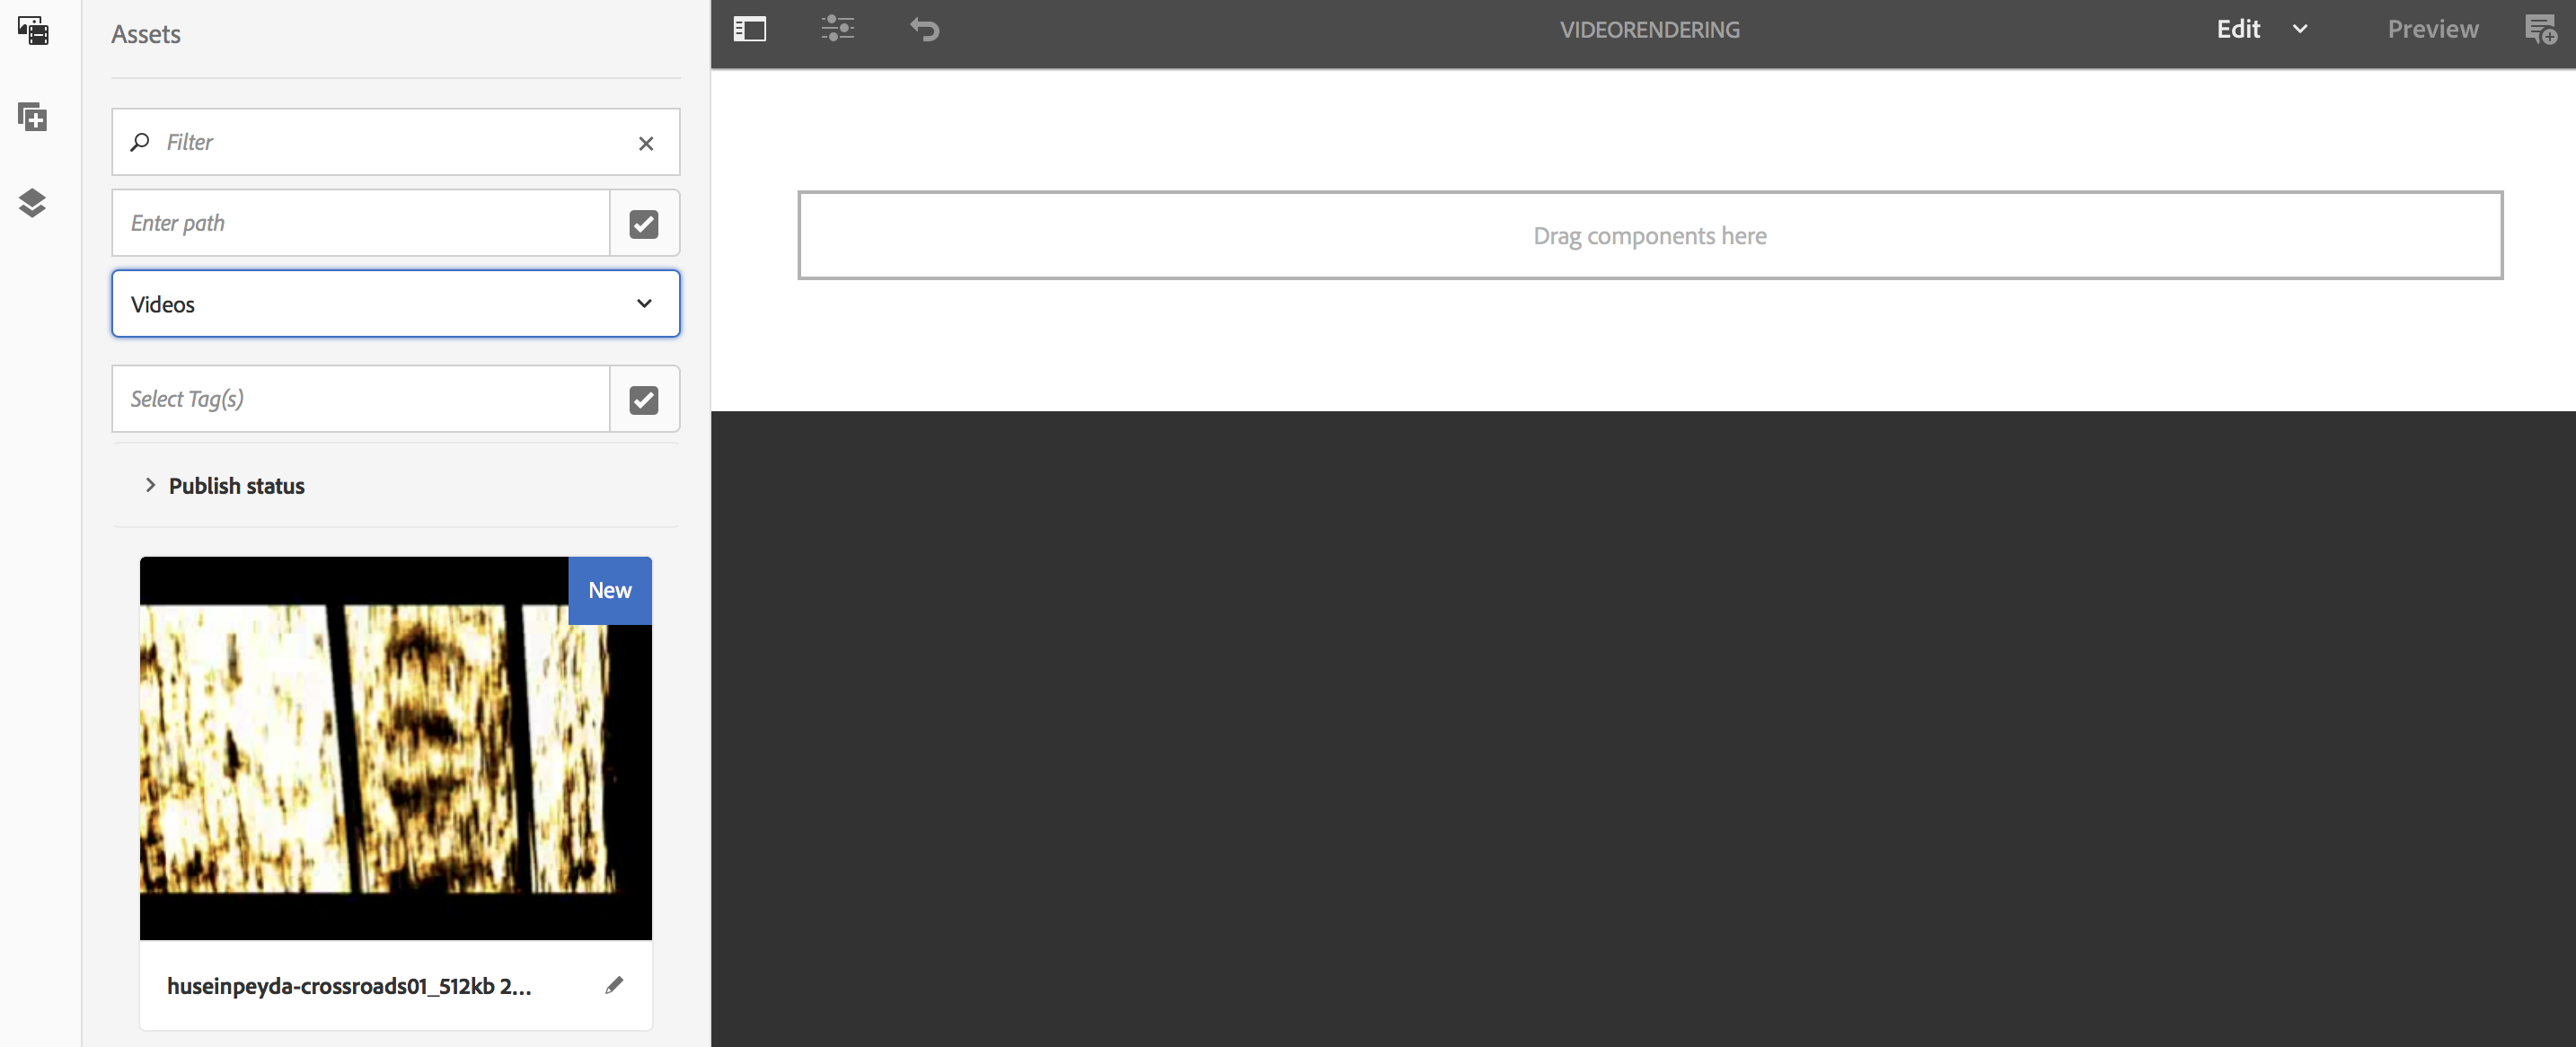 Assets
Filter
Enter path
Videos
Select Tag(s)
Publish status
New
huseinpeyda-crossroads01_512kb 2...
VIDEORENDERING
Edit
Preview
Drag components here